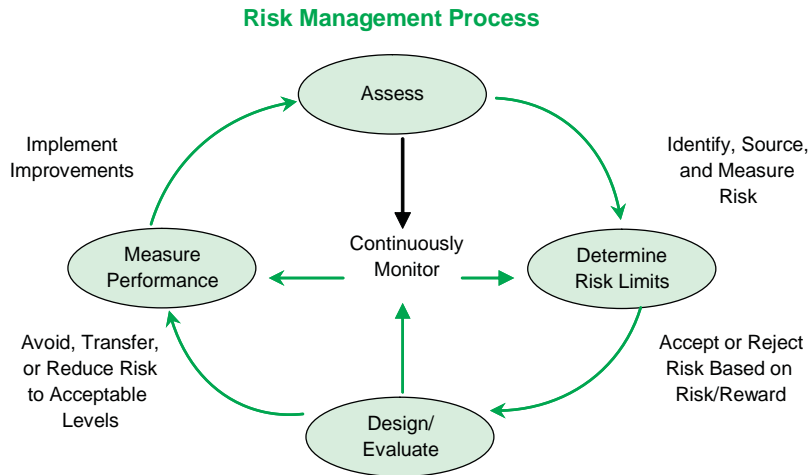 Risk Management Process
Assess
Implement
Improvements
Identify, Source,
and Measure
Risk
Measure
Performance
Continuously
Monitor
Determine
Risk Limits
Avoid, Transfer,
or Reduce Risk
to Acceptable
Levels
Accept or Reject
Risk Based on
Risk/Reward
Design/
Evaluate